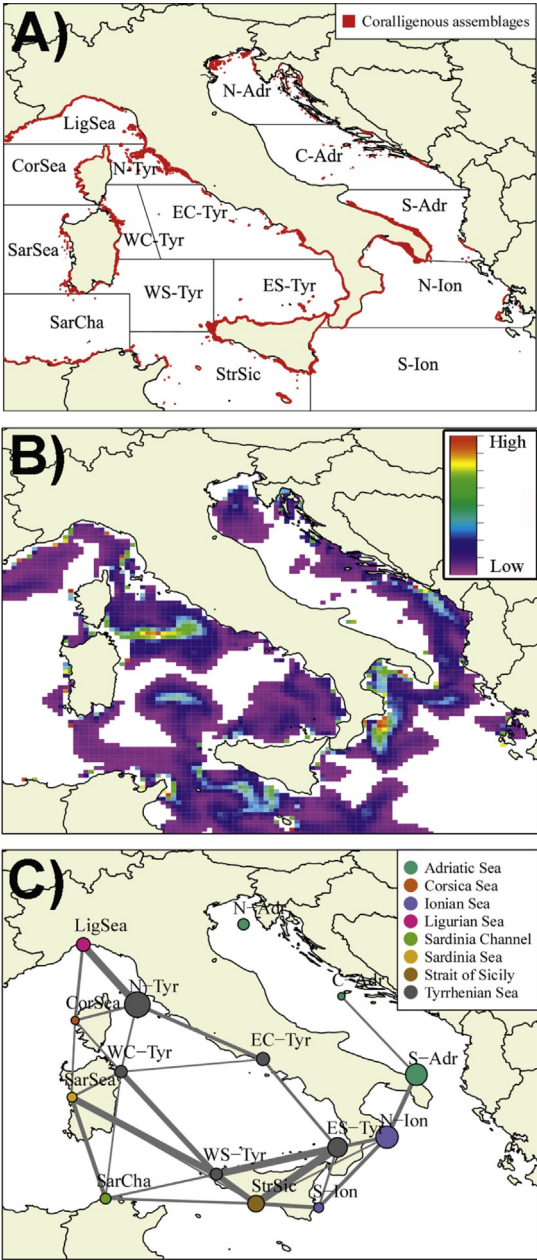 A)
Coralligenous assemblages
N-Adr
LigSea
C-Adr
CorSea
N-Tyr
S-Adr
EC-Tyr
SarSea
WC-Tyr
N-Ion
WS-Tyr
ES-Tyr
SarCha
S-Ion
StrSic
B)
High
Low
C)
Adriatic Sea
Corsica Sea
Ionian Sea
Ligurian Sea
Sardinia Channel
Sardinia Sea
Strait of Sicily
Tyrrhenian Sea
N−Adr
LigSea
C−Adr
N−Tyr
CorSea
EC−Tyr
WC−Tyr
S−Adr
SarSea
N−Ion
ES−Tyr
WS−Tyr
SarCha
StrSic
S−Ion